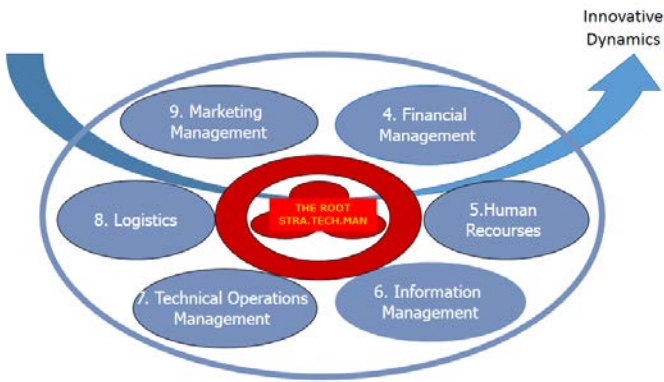 Innovative
Dynamics
9. Marketing
Management
4. Financial
Management
THE ROOT
STRA.TECH.MAN
8. Logistics
5.Human
Recourses
7. Technical Operations
Management
6. Information
Management